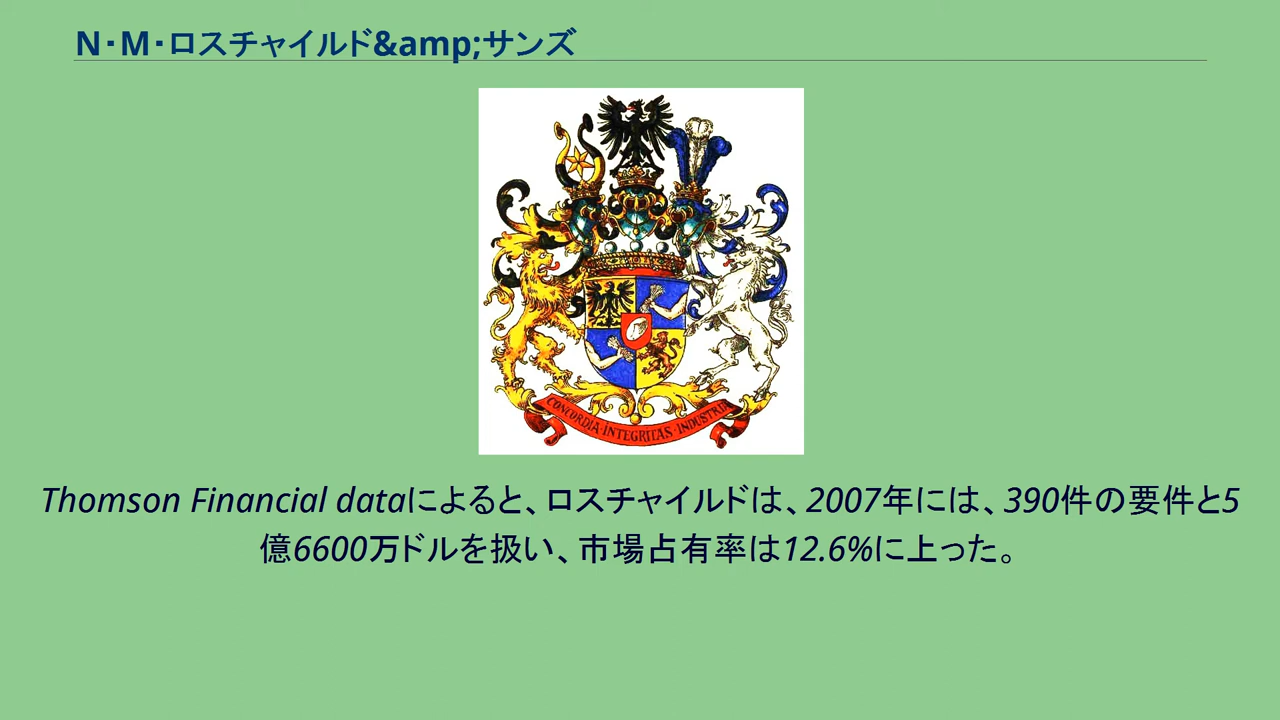 N・M・ロスチャイルド&amp;サンズ
CONCORDIA · INTEGRITAS · INDUSTRIA
Thomson Financial dataによると、ロスチャイルドは、2007年には、390件の要件と5
億6600万ドルを扱い、市場占有率は12.6%に上った。